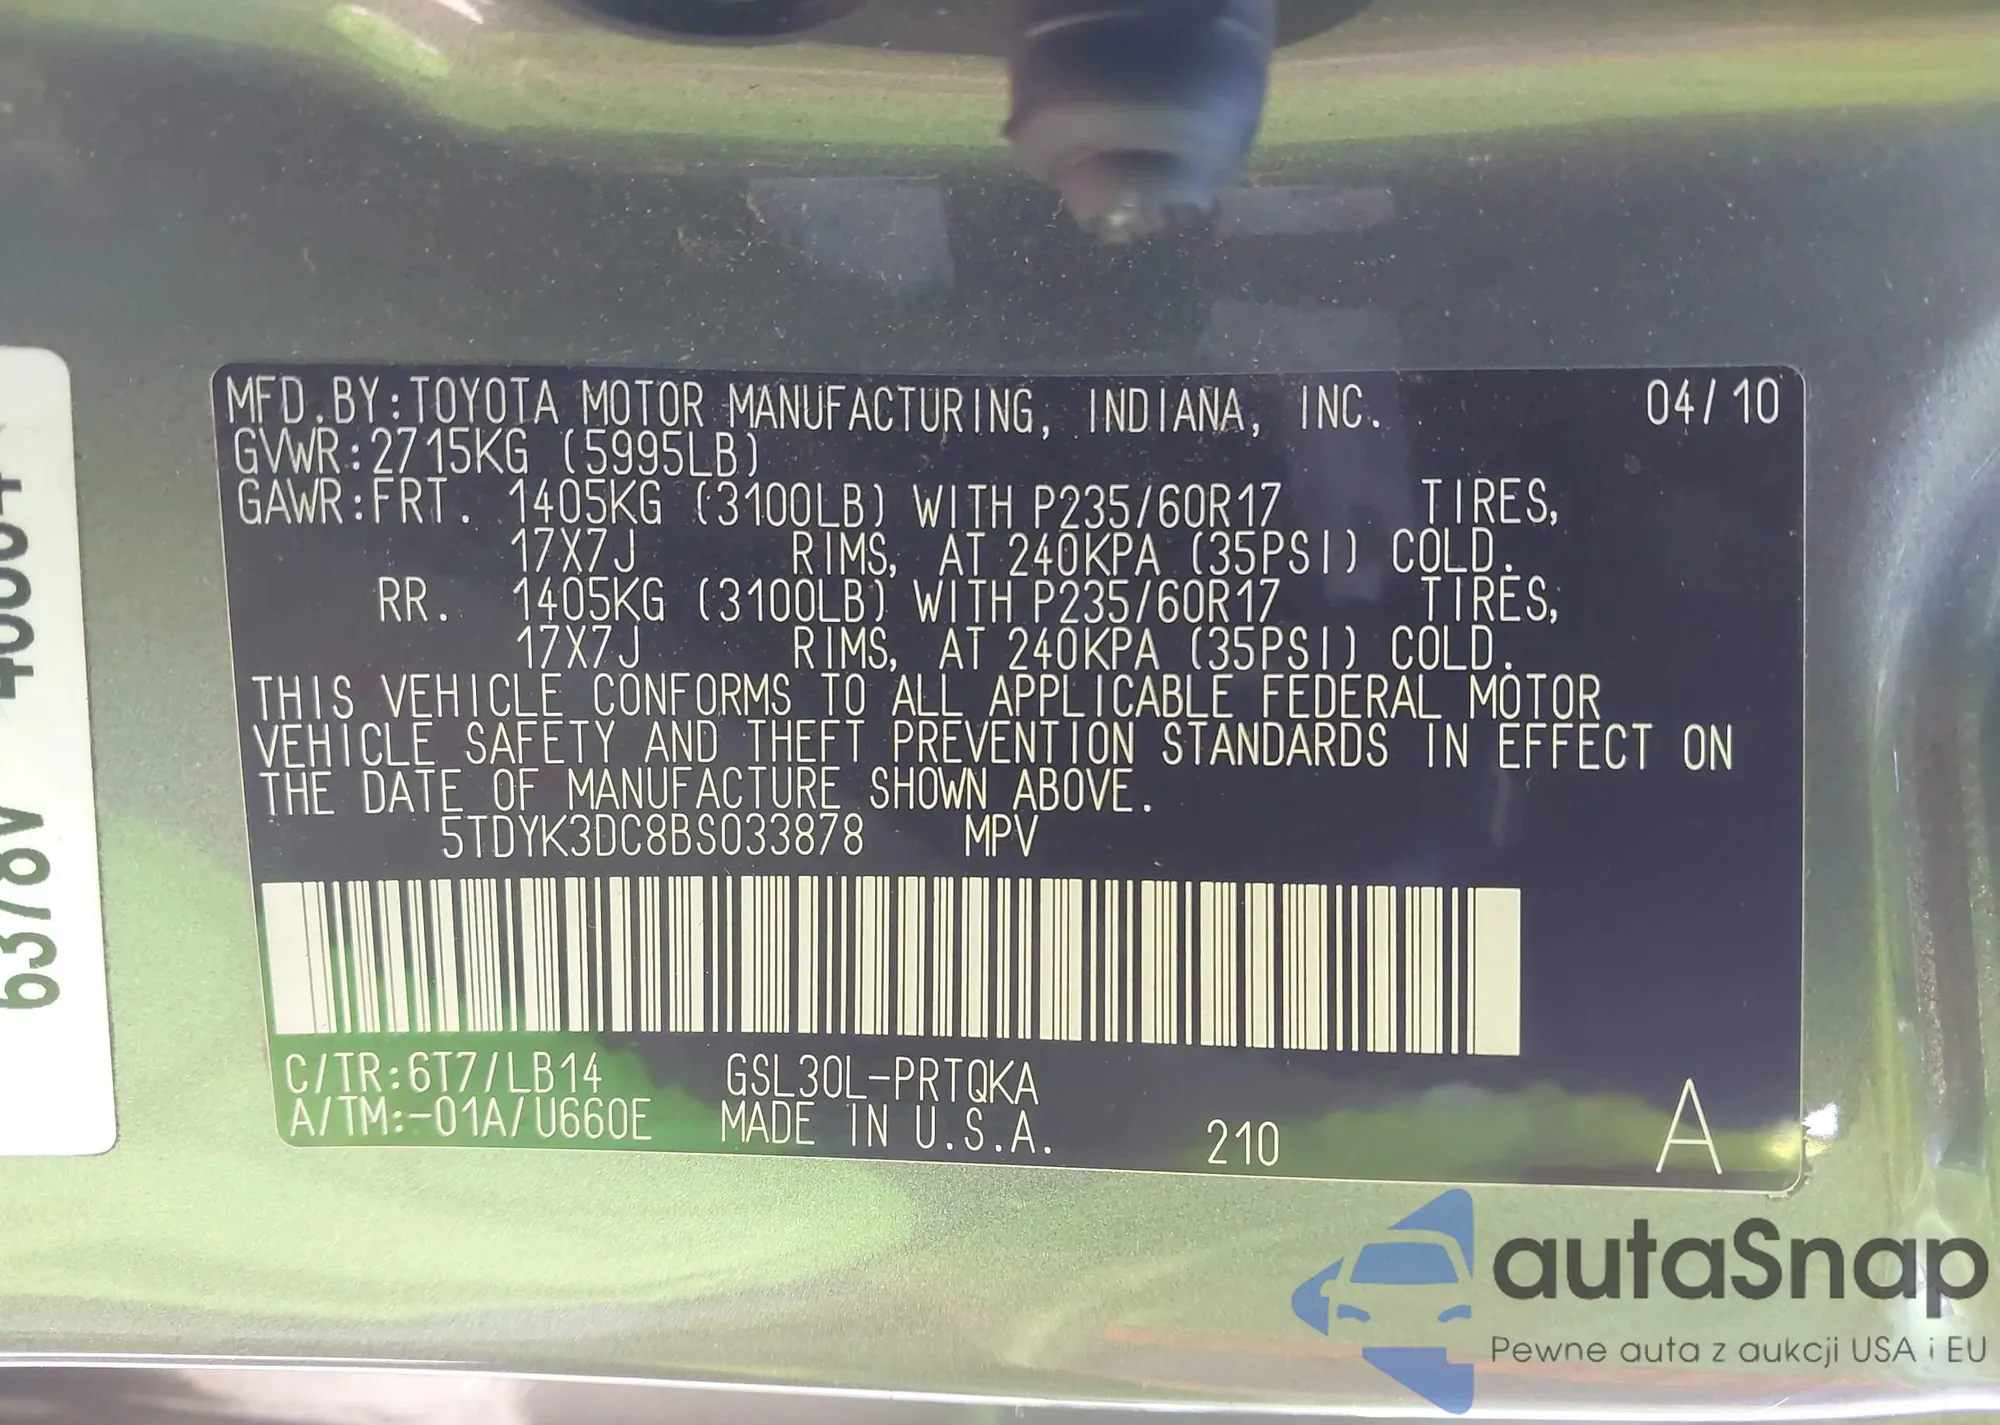 MFD.BY:TOYOTA MOTOR MANUFACTURING, INDIANA, INC. 04/10
GVWR:2715KG (5995LB)
GAWR:FRT. 1405KG (3100LB) WITH P235/60R17 TIRES,
17X7J RIMS, AT 240KPA (35PSI) COLD.
RR. 1405KG (3100LB) WITH P235/60R17 TIRES,
17X7J RIMS, AT 240KPA (35PSI) COLD.
THIS VEHICLE CONFORMS TO ALL APPLICABLE FEDERAL MOTOR
VEHICLE SAFETY AND THEFT PREVENTION STANDARDS IN EFFECT ON
THE DATE OF MANUFACTURE SHOWN ABOVE.
5TDYK3DC8BS033878 MPV
C/TR:6T7/LB14 GSL30L-PRTQKA
A/TM:-01A/U660E MADE IN U.S.A. 210 A
6378V
autaSnap
Pewne auta z aukcji USA i EU